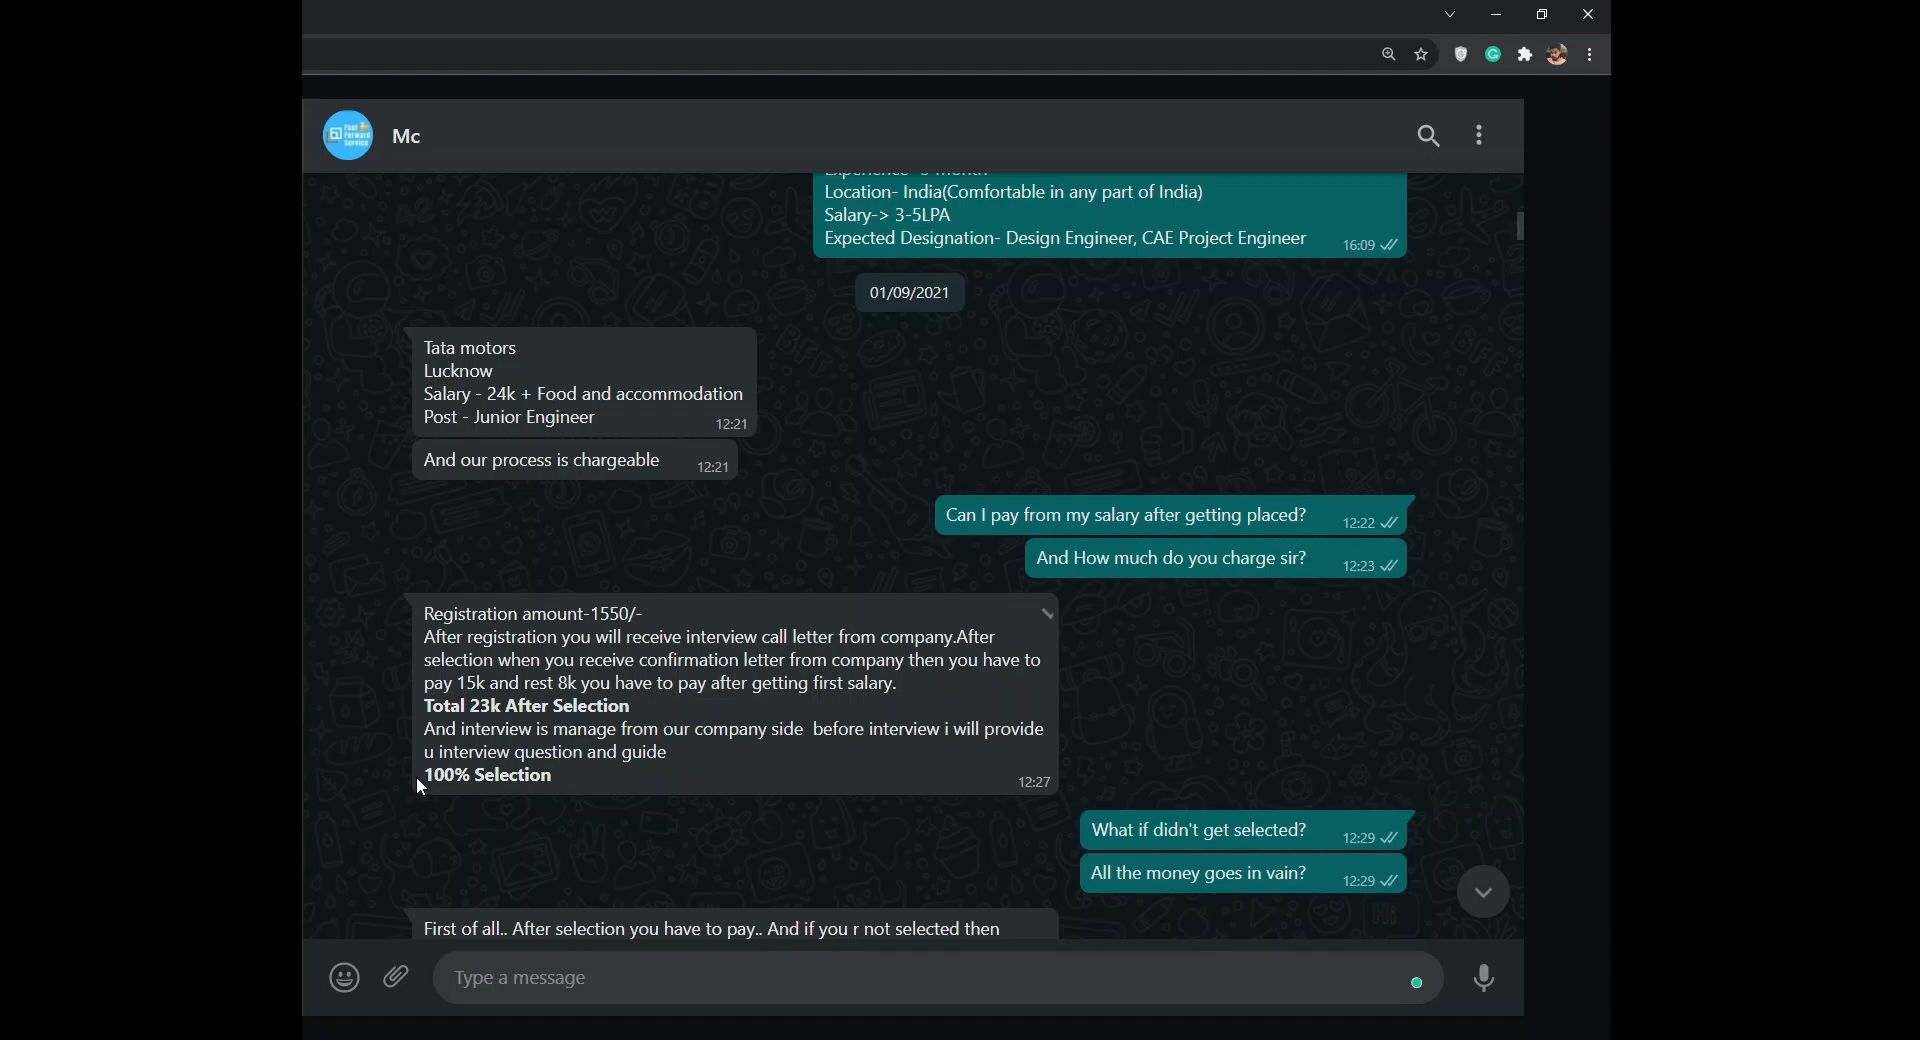 Fast
Forward
Service
Mc
Location- India(Comfortable in any part of India)
Salary-> 3-5LPA
Expected Designation- Design Engineer, CAE Project Engineer 16:09
01/09/2021
Tata motors
Lucknow
Salary - 24k + Food and accommodation
Post - Junior Engineer 12:21
And our process is chargeable 12:21
Can I pay from my salary after getting placed? 12:22
And How much do you charge sir? 12:23
Registration amount-1550/-
After registration you will receive interview call letter from company.After
selection when you receive confirmation letter from company then you have to
pay 15k and rest 8k you have to pay after getting first salary.
Total 23k After Selection
And interview is manage from our company side before interview i will provide
u interview question and guide
100% Selection 12:27
What if didn't get selected? 12:29
All the money goes in vain? 12:29
First of all.. After selection you have to pay.. And if you r not selected then
Type a message